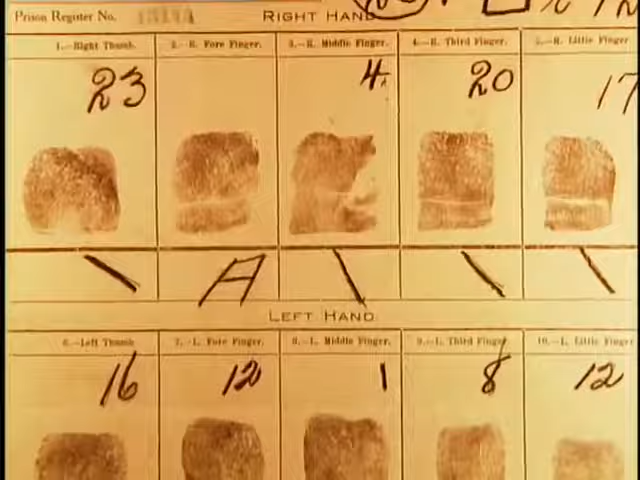 Prison Register No.
RIGHT HAND
1.—Right Thumb. 2.—R. Fore Finger. 3.—R. Middle Finger. 4.—R. Third Finger. 5.—R. Little Finger.
23 4 20 17
\ A \ \ \
LEFT HAND
6.—Left Thumb 7.—L. Fore Finger. 8.—L. Middle Finger. 9.—L. Third Finger 10.—L. Little Finger
16 12 1 8 12